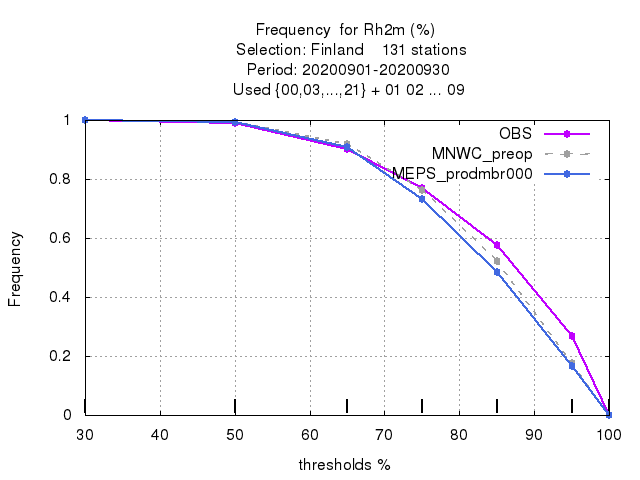 Frequency  for Rh2m (%)
Selection: Finland    131 stations
Period: 20200901-20200930
Used {00,03,...,21} + 01 02 ... 09
OBS
MNWC_preop
MEPS_prodmbr000
1
0.8
0.6
0.4
0.2
0
Frequency
30 40 50 60 70 80 90 100
thresholds %